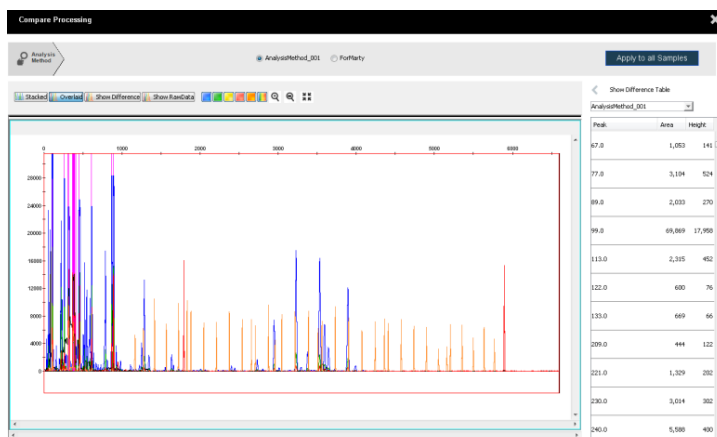 Compare Processing
Analysis
Method
AnalysisMethod_001
ForMarty
Apply to all Samples
Stacked
Overlaid
Show Difference
Show RawData
Show Difference Table
AnalysisMethod_001
Peak Area Height
67.0 1,053 141
77.0 3,104 524
89.0 2,033 270
99.0 69,869 17,958
113.0 2,315 452
122.0 600 76
133.0 669 66
209.0 444 122
221.0 1,329 202
230.0 3,014 302
240.0 5,586 400
0 1000 2000 3000 4000 5000 6000
28000
24000
20000
16000
12000
8000
4000
0